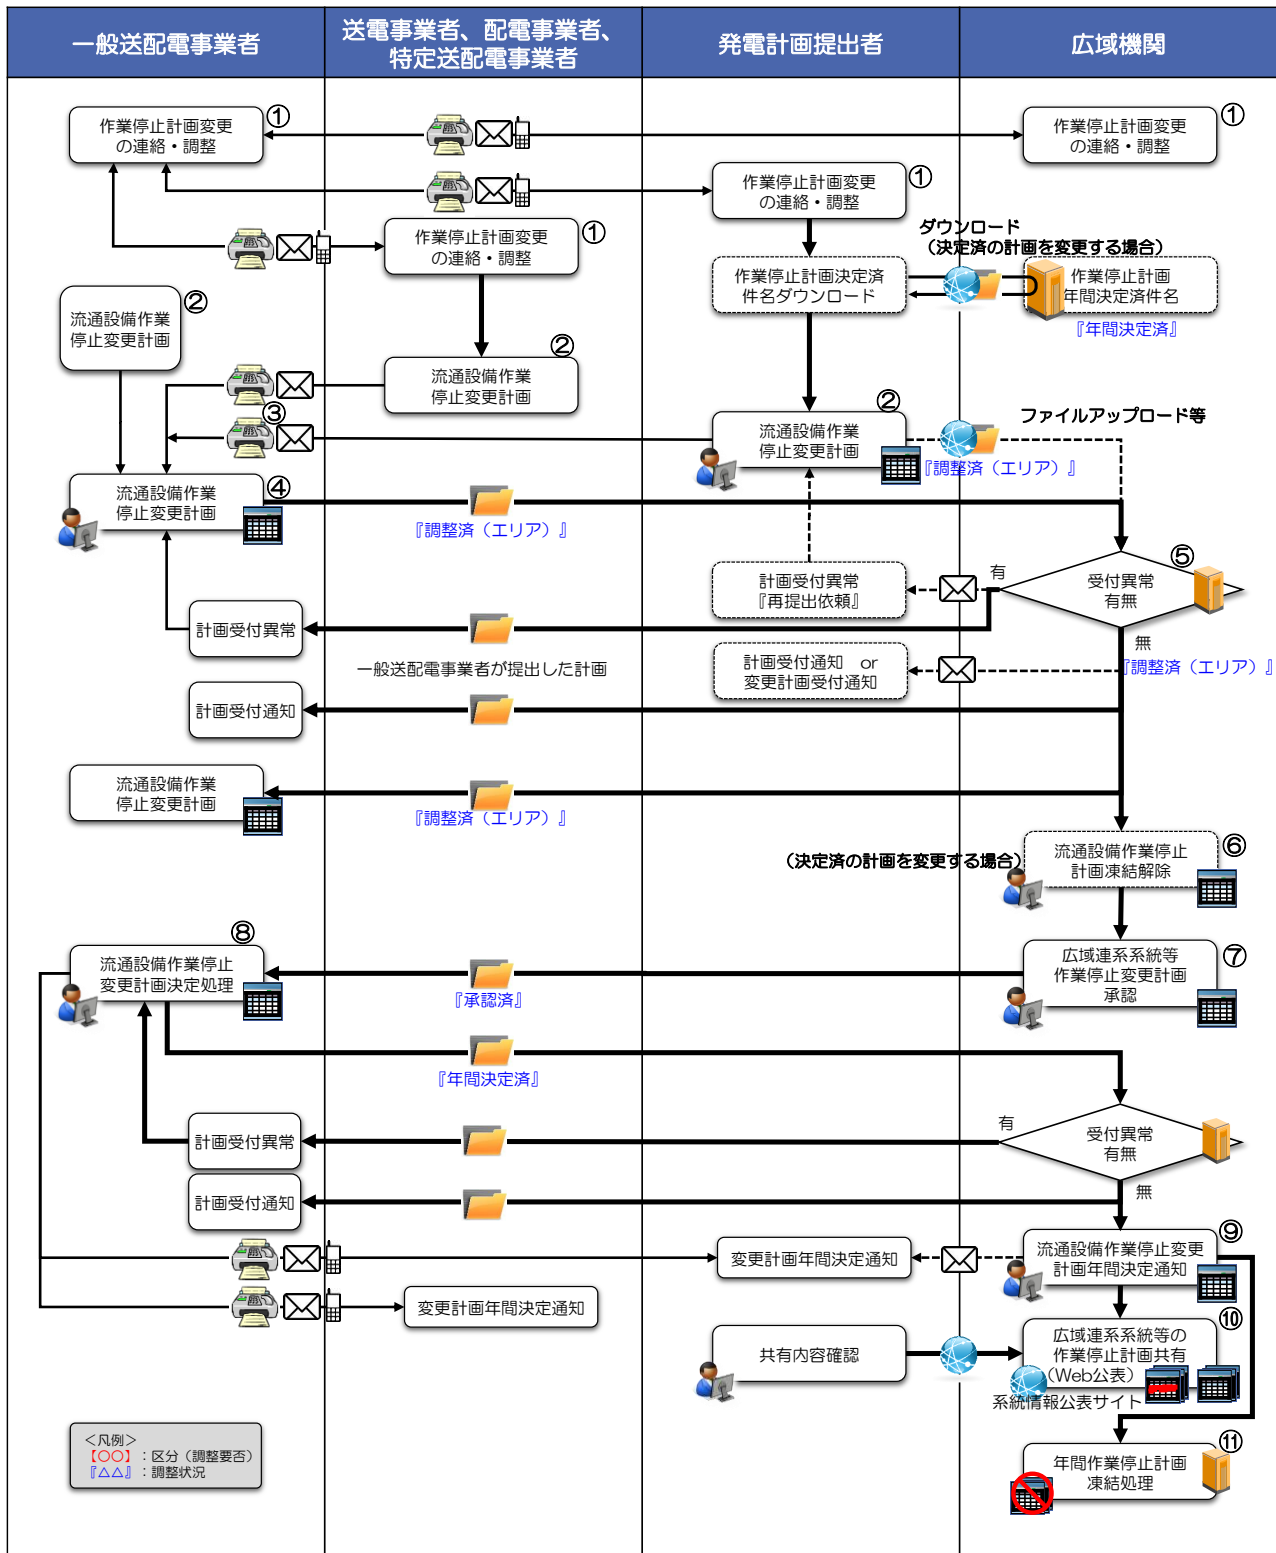 一般送配電事業者
送電事業者、配電事業者、
特定送配電事業者
発電計画提出者
広域機関
作業停止計画変更
の連絡・調整
①
作業停止計画変更
の連絡・調整
①
作業停止計画変更
の連絡・調整
①
作業停止計画変更
の連絡・調整
①
ダウンロード
（決定済の計画を変更する場合）
作業停止計画決定済
件名ダウンロード
作業停止計画
年間決定済件名
『年間決定済』
流通設備作業
停止変更計画
②
流通設備作業
停止変更計画
②
③
流通設備作業
停止変更計画
②
ファイルアップロード等
『調整済（エリア）』
流通設備作業
停止変更計画
④
『調整済（エリア）』
受付異常
有無
⑤
有
無
計画受付異常
『再提出依頼』
計画受付異常
一般送配電事業者が提出した計画
計画受付通知　or
変更計画受付通知
『調整済（エリア）』
計画受付通知
流通設備作業
停止変更計画
『調整済（エリア）』
（決定済の計画を変更する場合）
流通設備作業停止
計画凍結解除
⑥
広域連系系統等
作業停止変更計画
承認
⑦
流通設備作業停止
変更計画決定処理
⑧
『承認済』
『年間決定済』
計画受付異常
有
受付異常
有無
無
計画受付通知
流通設備作業停止変更
計画年間決定通知
⑨
変更計画年間決定通知
変更計画年間決定通知
共有内容確認
広域連系系統等の
作業停止計画共有
（Web公表）
⑩
系統情報公表サイト
年間作業停止計画
凍結処理
⑪
＜凡例＞
【〇〇】：区分（調整要否）
『△△』：調整状況